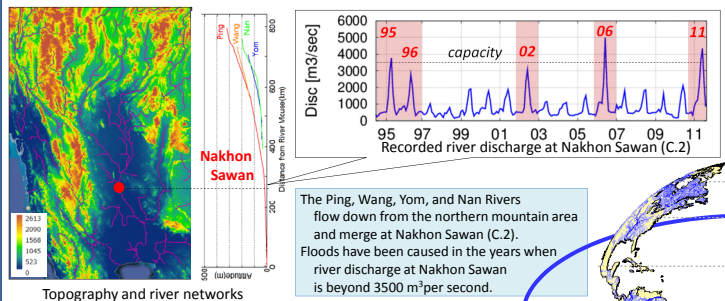 2613
2090
1568
1045
523
0
Topography and river networks
Ping
Wang
Nan
Yom
800
600
400
200
0
Distance from River Mouse(km)
500
0
Altitude(m)
Nakhon
Sawan
Disc [m3/sec]
6000
5000
4000
3000
2000
1000
0
95
96
capacity
02
06
11
95 97 99 01 03 05 07 09 11
Recorded river discharge at Nakhon Sawan (C.2)
The Ping, Wang, Yom, and Nan Rivers
flow down from the northern mountain area
and merge at Nakhon Sawan (C.2).
Floods have been caused in the years when
river discharge at Nakhon Sawan
is beyond 3500 m³per second.